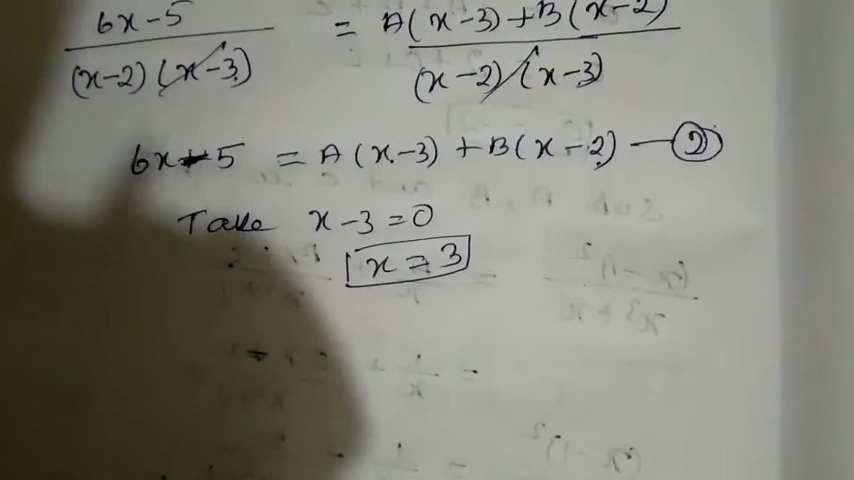 6x-5 / (x-2)(x-3) = A(x-3)+B(x-2) / (x-2)(x-3)
6x-5 = A(x-3) + B(x-2) — ②
Take x-3=0
x=3